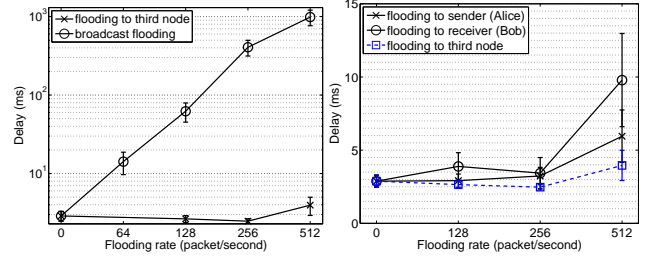 flooding to third node
broadcast flooding
10³
10²
10¹
Delay (ms)
0 64 128 256 512
Flooding rate (packet/second)
flooding to sender (Alice)
flooding to receiver (Bob)
flooding to third node
15
10
5
0
Delay (ms)
0 128 256 512
Flooding rate (packet/second)